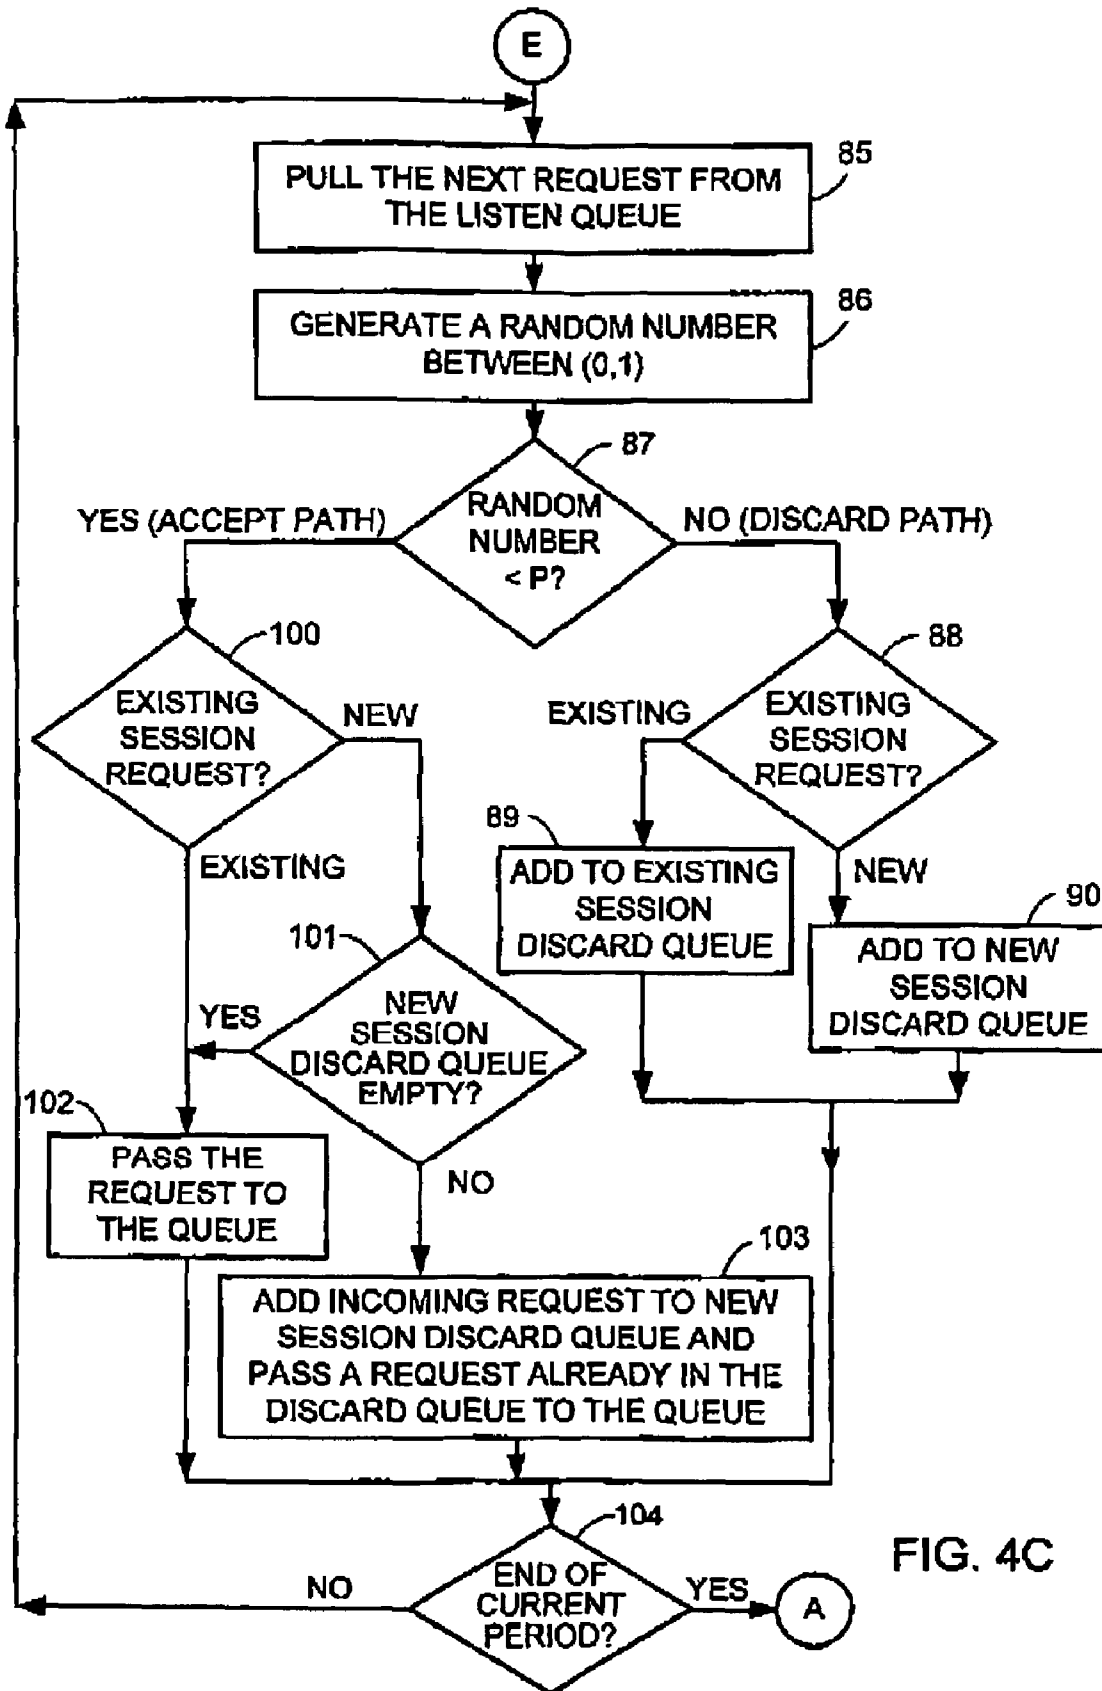 E
PULL THE NEXT REQUEST FROM
THE LISTEN QUEUE
85
GENERATE A RANDOM NUMBER
BETWEEN (0,1)
86
RANDOM
NUMBER
< P?
87
YES (ACCEPT PATH)
NO (DISCARD PATH)
EXISTING
SESSION
REQUEST?
100
NEW
EXISTING
EXISTING
SESSION
REQUEST?
88
EXISTING
NEW
ADD TO EXISTING
SESSION
DISCARD QUEUE
89
ADD TO NEW
SESSION
DISCARD QUEUE
90
NEW
SESSION
DISCARD QUEUE
EMPTY?
101
YES
NO
PASS THE
REQUEST TO
THE QUEUE
102
ADD INCOMING REQUEST TO NEW
SESSION DISCARD QUEUE AND
PASS A REQUEST ALREADY IN THE
DISCARD QUEUE TO THE QUEUE
103
END OF
CURRENT
PERIOD?
104
NO
YES
A
FIG. 4C